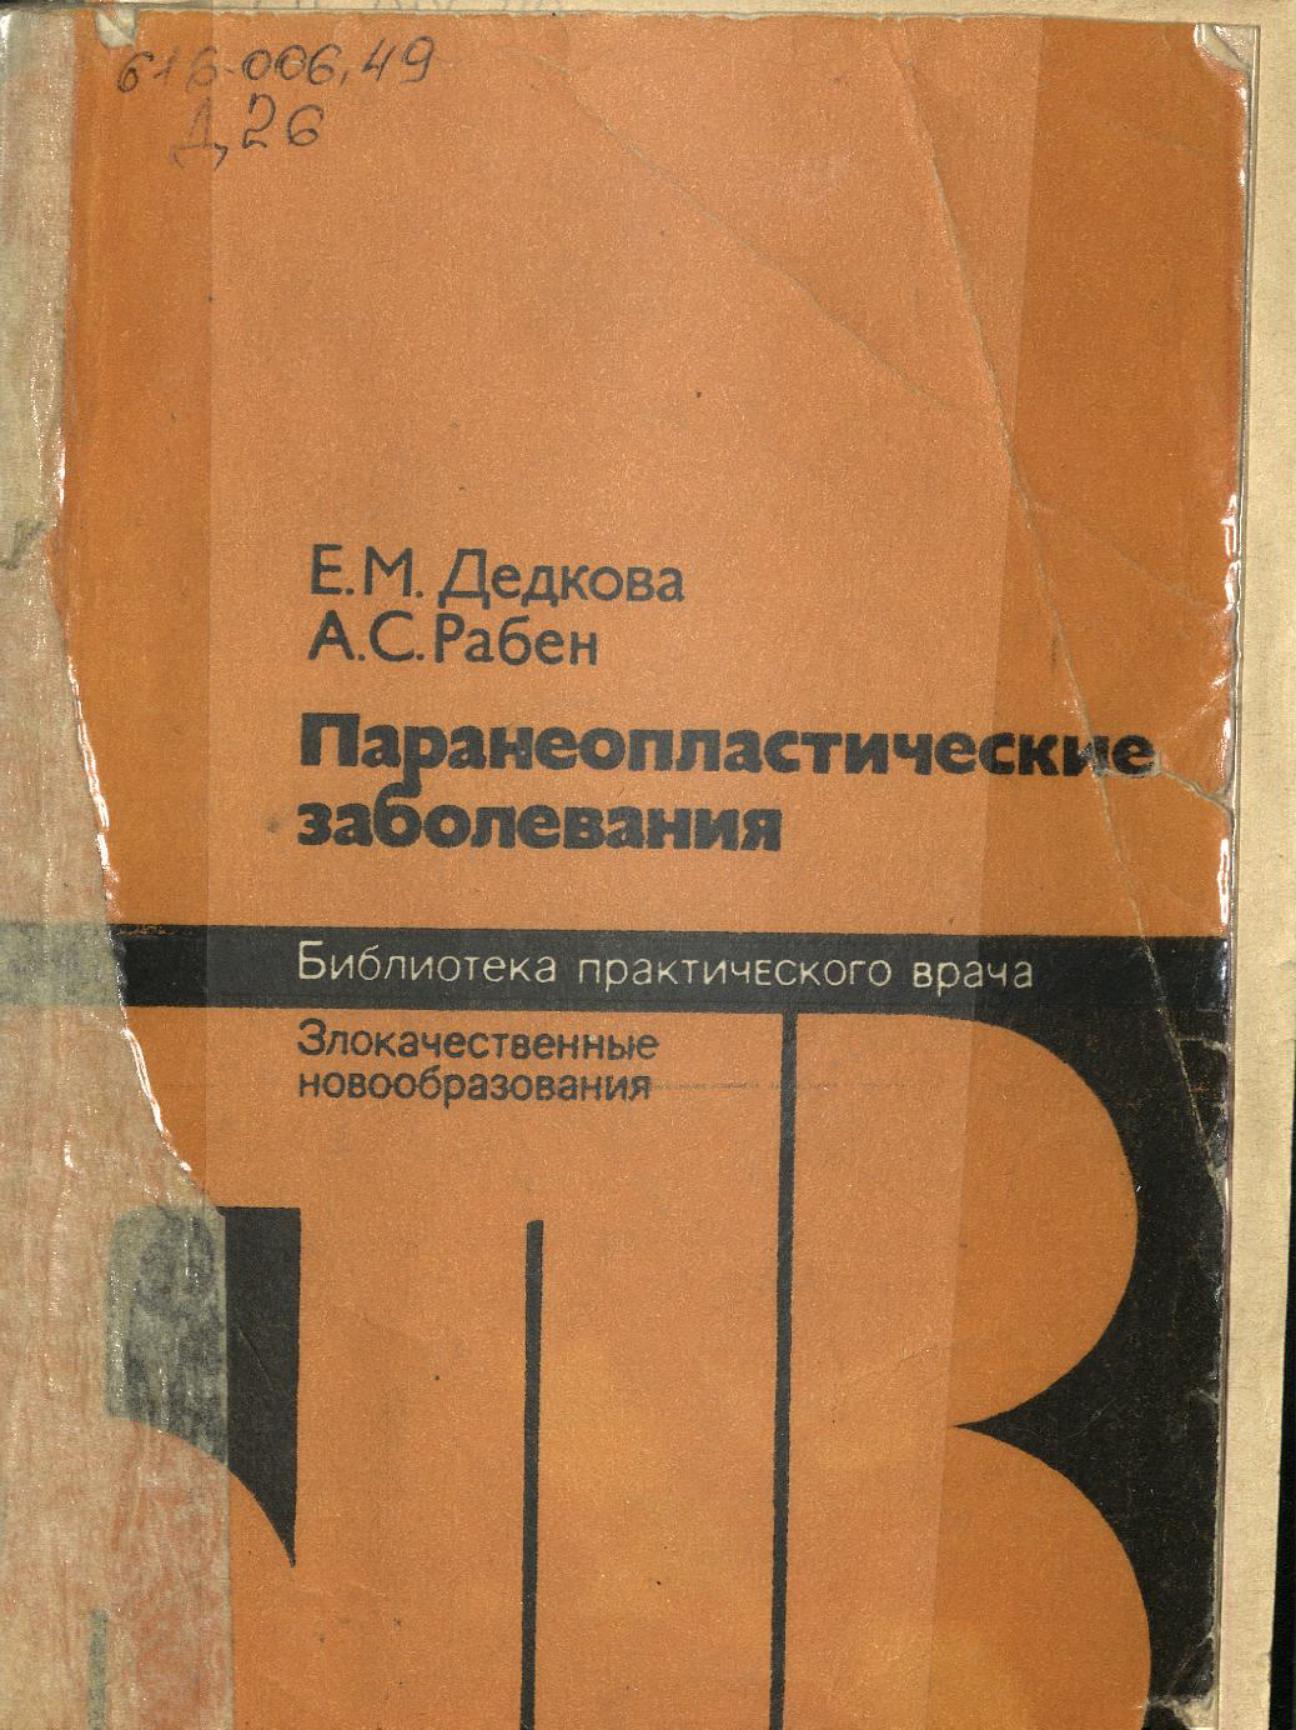 616-006,49
Д26
Е.М. Дедкова
А.С. Рабен
Паранеопластические
заболевания
Библиотека практического врача
Злокачественные
новообразования